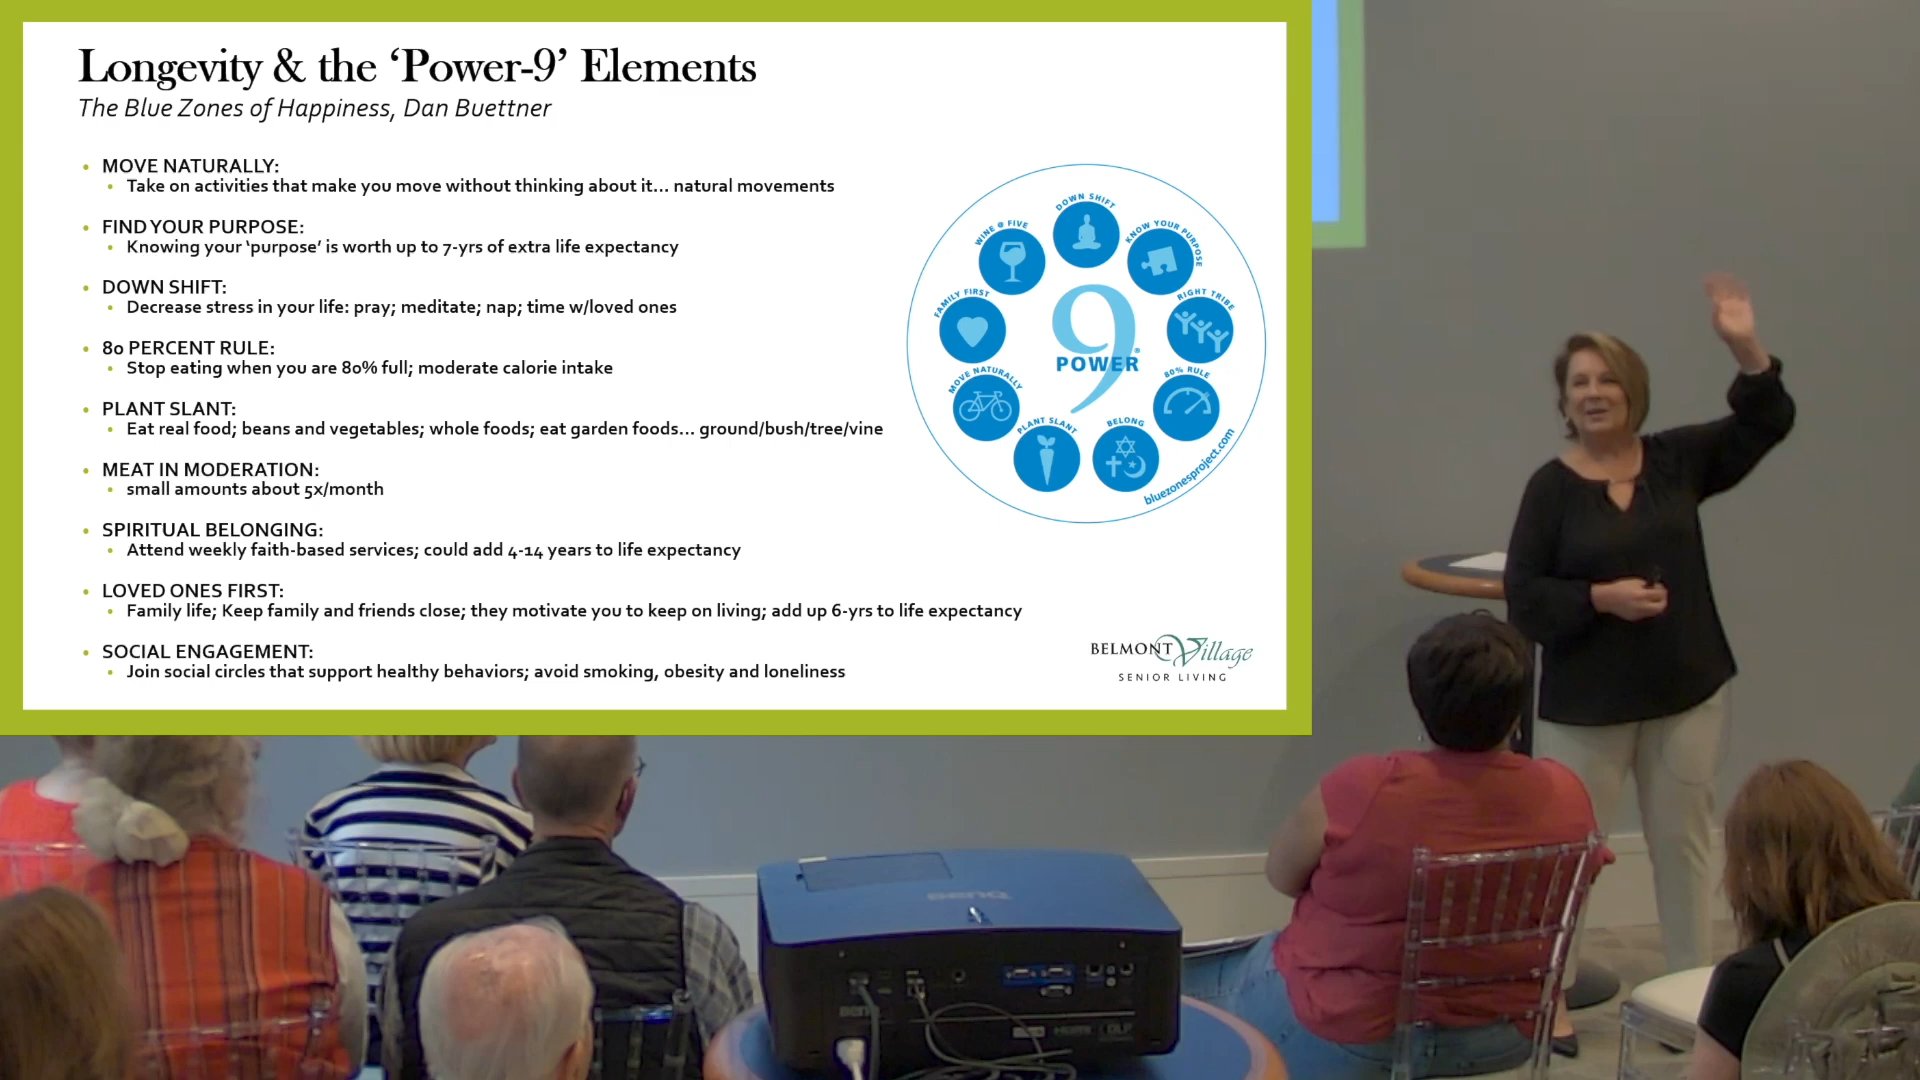 Longevity & the ‘Power-9’ Elements
The Blue Zones of Happiness, Dan Buettner
• MOVE NATURALLY:
• Take on activities that make you move without thinking about it... natural movements
• FIND YOUR PURPOSE:
• Knowing your ‘purpose’ is worth up to 7-yrs of extra life expectancy
• DOWN SHIFT:
• Decrease stress in your life: pray; meditate; nap; time w/loved ones
• 80 PERCENT RULE:
• Stop eating when you are 80% full; moderate calorie intake
• PLANT SLANT:
• Eat real food; beans and vegetables; whole foods; eat garden foods... ground/bush/tree/vine
• MEAT IN MODERATION:
• small amounts about 5x/month
• SPIRITUAL BELONGING:
• Attend weekly faith-based services; could add 4-14 years to life expectancy
• LOVED ONES FIRST:
• Family life; Keep family and friends close; they motivate you to keep on living; add up 6-yrs to life expectancy
• SOCIAL ENGAGEMENT:
• Join social circles that support healthy behaviors; avoid smoking, obesity and loneliness
DOWN SHIFT
KNOW YOUR PURPOSE
RIGHT TRIBE
80% RULE
BELONG
PLANT SLANT
MOVE NATURALLY
FAMILY FIRST
WINE @ FIVE
9
POWER®
bluezonesproject.com
BELMONT Village
SENIOR LIVING
BenQ
BenQ
HDMI
DLP